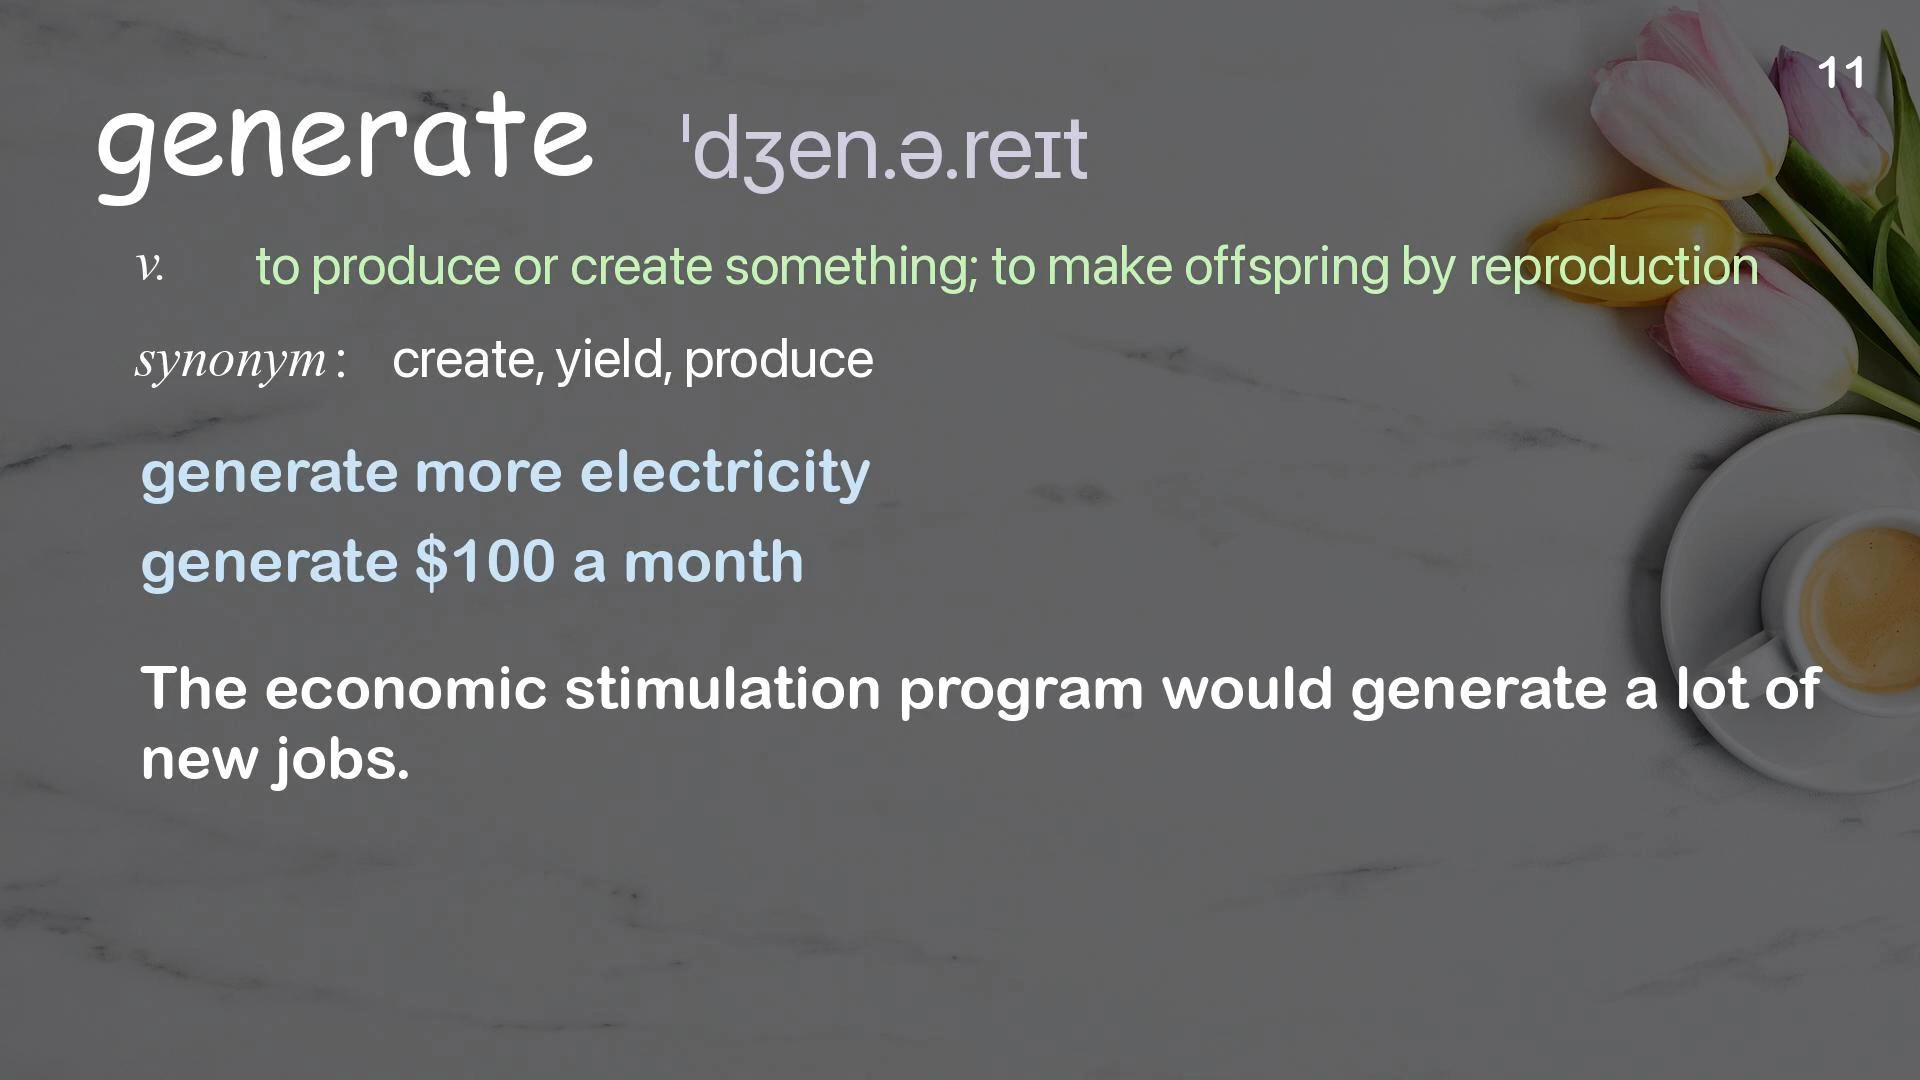 11
generate ˈdʒen.ə.reɪt
v. to produce or create something; to make offspring by reproduction
synonym: create, yield, produce
generate more electricity
generate $100 a month
The economic stimulation program would generate a lot of
new jobs.